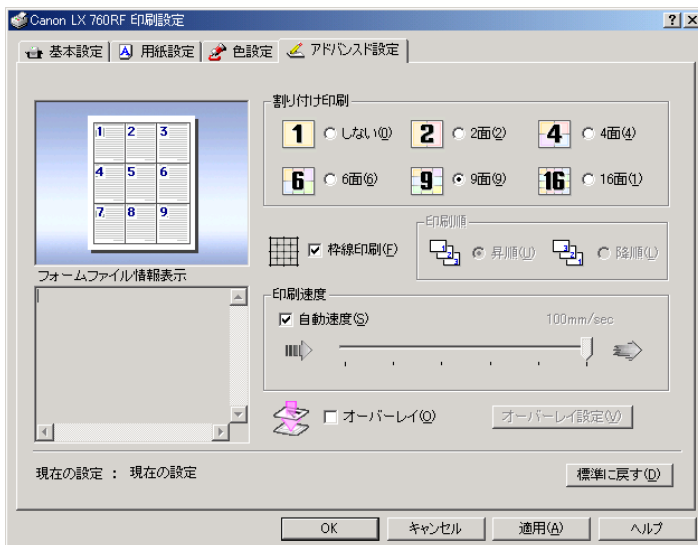 Canon LX 760RF 印刷設定
基本設定 用紙設定 色設定 アドバンスド設定
1 2 3
4 5 6
7 8 9
フォームファイル情報表示
割り付け印刷
1 しない(0) 2 2面(2) 4 4面(4)
6 6面(6) 9 9面(9) 16 16面(1)
枠線印刷(F)
印刷順
1 2 3 昇順(U) 3 2 1 降順(L)
印刷速度
自動速度(S) 100mm/sec
オーバーレイ(O) オーバーレイ設定(V)
現在の設定 : 現在の設定 標準に戻す(D)
OK キャンセル 適用(A) ヘルプ